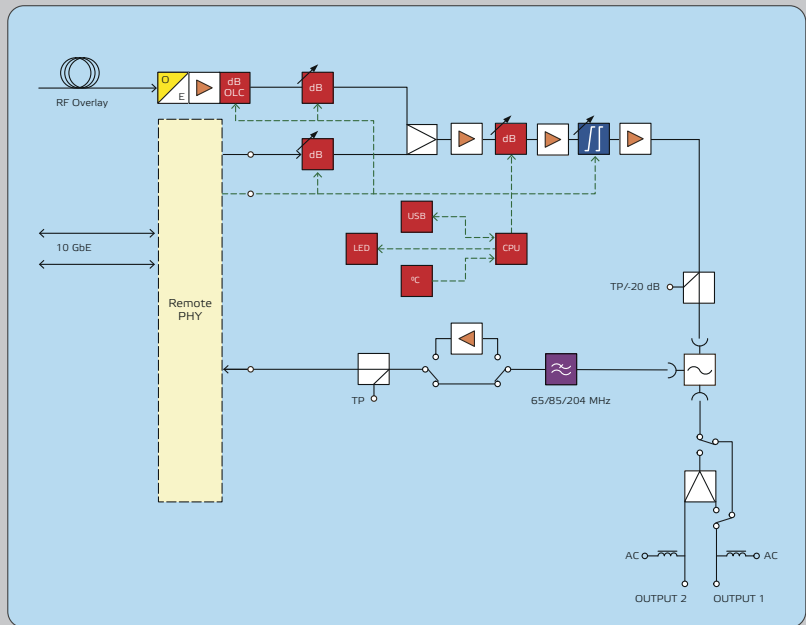 O
E
dB
OLC
dB
RF Overlay
dB
dB
USB
10 GbE
LED
CPU
°C
TP/-20 dB
Remote
PHY
TP
65/85/204 MHz
AC
AC
OUTPUT 2
OUTPUT 1